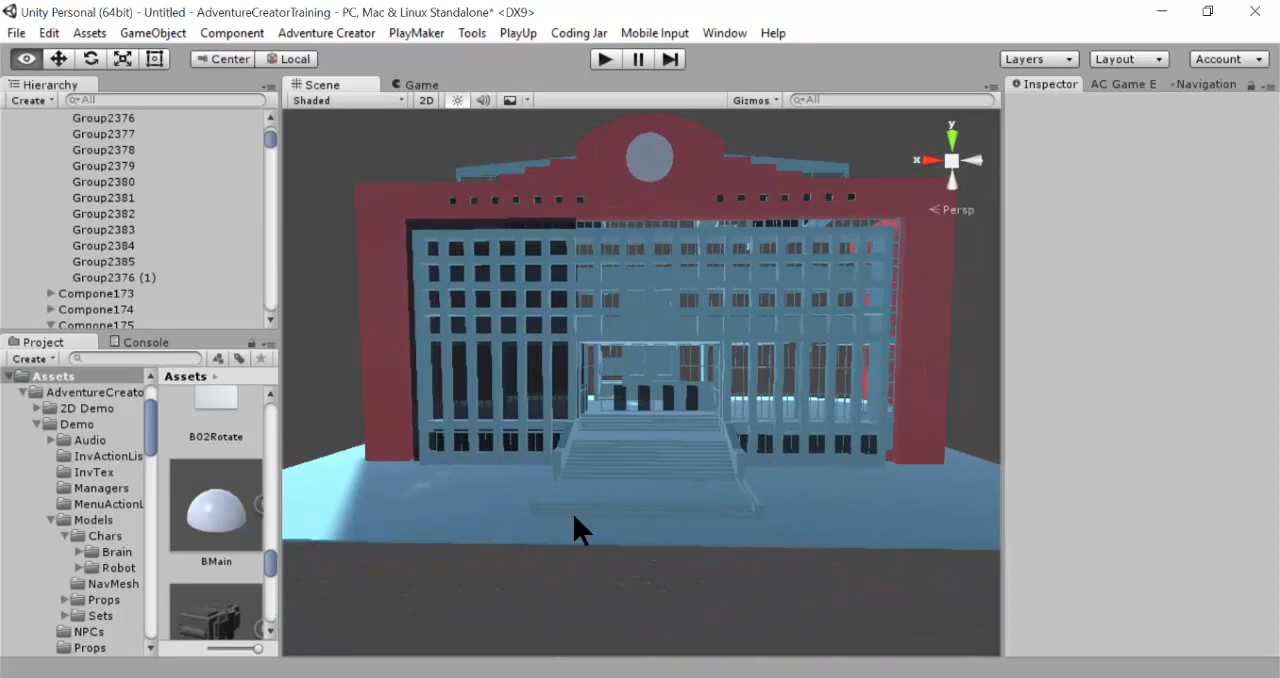 Unity Personal (64bit) - Untitled - AdventureCreatorTraining - PC, Mac & Linux Standalone* <DX9>
File Edit Assets GameObject Component Adventure Creator PlayMaker Tools PlayUp Coding Jar Mobile Input Window Help
Center Local Layers Layout Account
Hierarchy Scene Game Inspector AC Game E Navigation
Create All Shaded 2D Gizmos All
Group2376
Group2377
Group2378
Group2379
Group2380
Group2381
Group2382
Group2383
Group2384
Group2385
Group2376 (1)
Compone173
Compone174
Compone175
y
x
Persp
Project Console
Create
Assets Assets
AdventureCreato
2D Demo
Demo
Audio
InvActionLis
InvTex
Managers
MenuActionL
Models
Chars
Brain
Robot
NavMesh
Props
Sets
NPCs
Props
B02Rotate
BMain